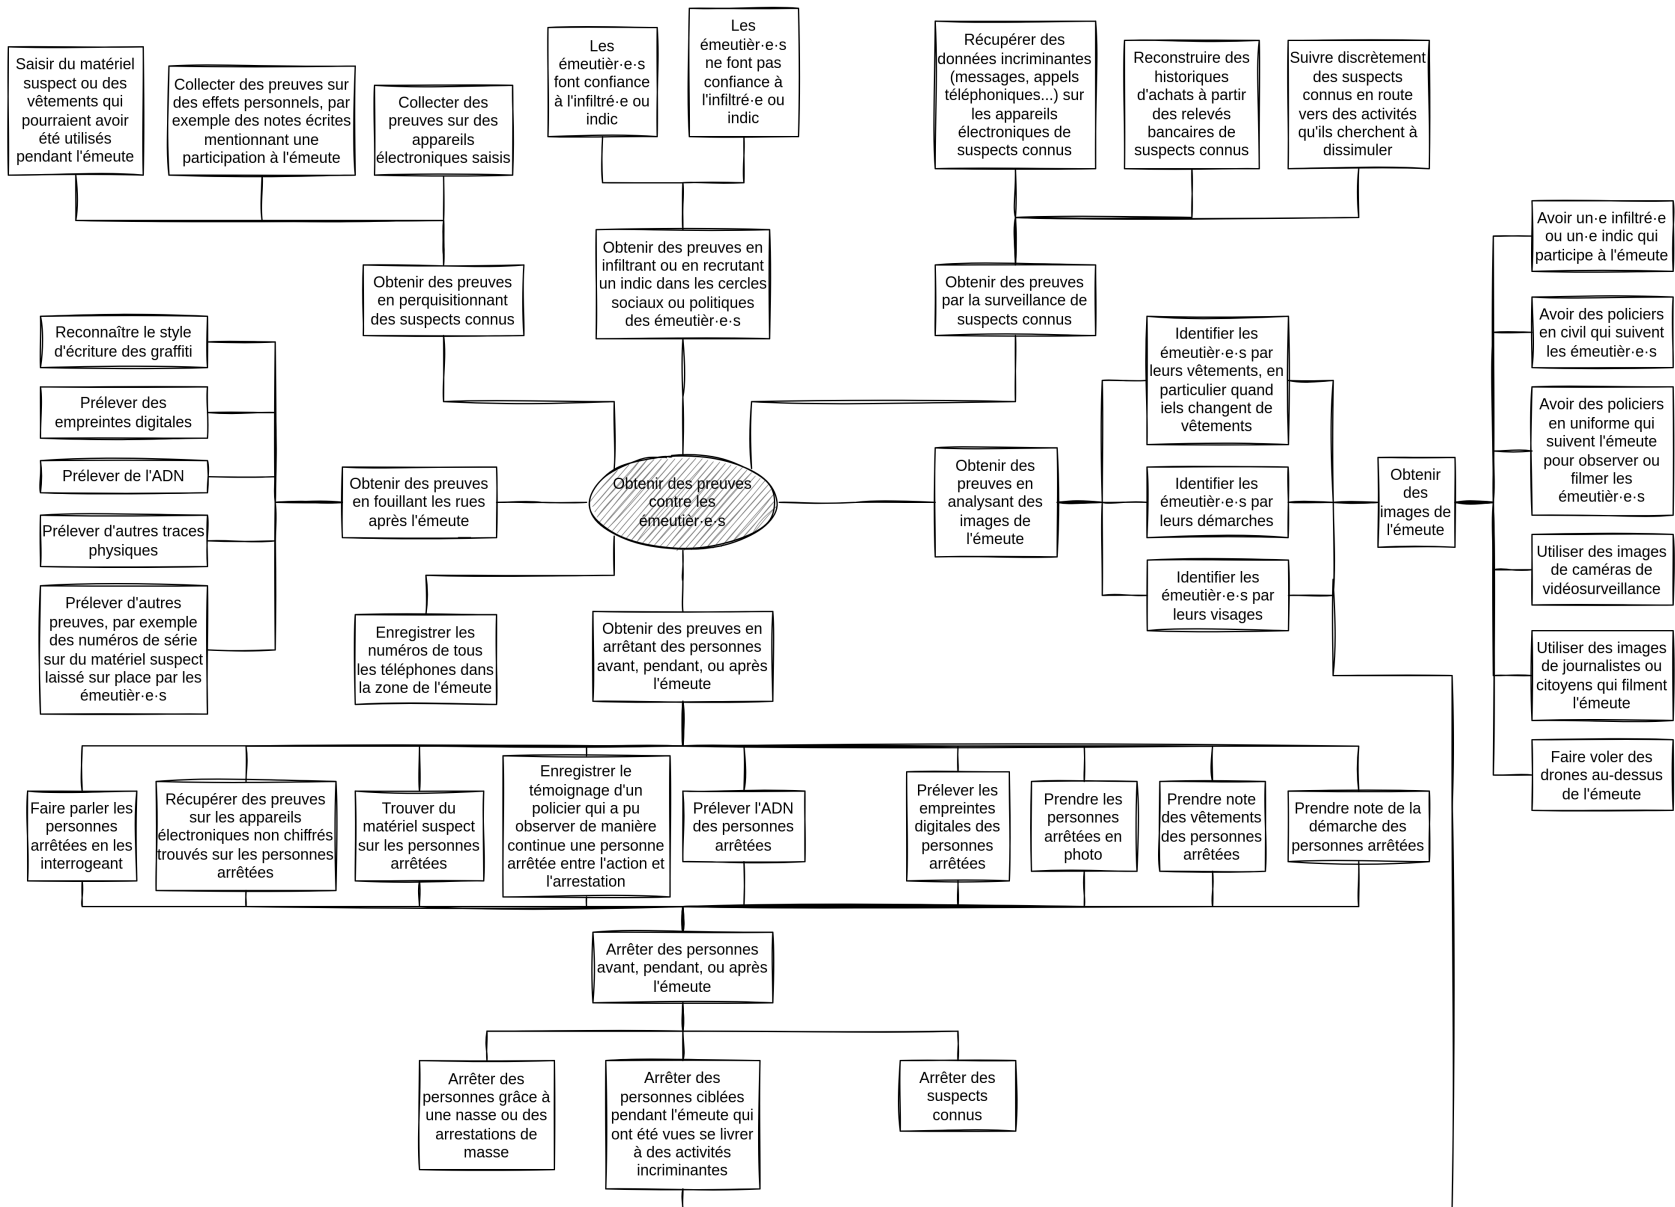 Saisir du matériel
suspect ou des
vêtements qui
pourraient avoir
été utilisés
pendant l'émeute
Collecter des preuves sur
des effets personnels, par
exemple des notes écrites
mentionnant une
participation à l'émeute
Collecter des
preuves sur des
appareils
électroniques saisis
Les
émeutièr·e·s
font confiance
à l'infiltré·e ou
indic
Les
émeutièr·e·s
ne font pas
confiance à
l'infiltré·e ou
indic
Récupérer des
données incriminantes
(messages, appels
téléphoniques...) sur
les appareils
électroniques de
suspects connus
Reconstruire des
historiques
d'achats à partir
des relevés
bancaires de
suspects connus
Suivre discrètement
des suspects
connus en route
vers des activités
qu'ils cherchent à
dissimuler
Obtenir des preuves
en perquisitionnant
des suspects connus
Obtenir des preuves en
infiltrant ou en recrutant
un indic dans les cercles
sociaux ou politiques
des émeutièr·e·s
Obtenir des preuves
par la surveillance de
suspects connus
Avoir un·e infiltré·e
ou un·e indic qui
participe à l'émeute
Avoir des policiers
en civil qui suivent
les émeutièr·e·s
Avoir des policiers
en uniforme qui
suivent l'émeute
pour observer ou
filmer les
émeutièr·e·s
Utiliser des images
de caméras de
vidéosurveillance
Utiliser des images
de journalistes ou
citoyens qui filment
l'émeute
Faire voler des
drones au-dessus
de l'émeute
Reconnaître le style
d'écriture des graffiti
Prélever des
empreintes digitales
Prélever de l'ADN
Prélever d'autres traces
physiques
Prélever d'autres
preuves, par exemple
des numéros de série
sur du matériel suspect
laissé sur place par les
émeutièr·e·s
Obtenir des preuves
en fouillant les rues
après l'émeute
Obtenir des preuves
contre les
émeutièr·e·s
Obtenir des
preuves en
analysant des
images de
l'émeute
Identifier les
émeutièr·e·s par
leurs vêtements, en
particulier quand
iels changent de
vêtements
Identifier les
émeutièr·e·s par
leurs démarches
Identifier les
émeutièr·e·s par
leurs visages
Obtenir
des
images de
l'émeute
Enregistrer les
numéros de tous
les téléphones dans
la zone de l'émeute
Obtenir des preuves en
arrêtant des personnes
avant, pendant, ou après
l'émeute
Faire parler les
personnes
arrêtées en les
interrogeant
Récupérer des preuves
sur les appareils
électroniques non chiffrés
trouvés sur les personnes
arrêtées
Trouver du
matériel suspect
sur les personnes
arrêtées
Enregistrer le
témoignage d'un
policier qui a pu
observer de manière
continue une personne
arrêtée entre l'action et
l'arrestation
Prélever l'ADN
des personnes
arrêtées
Prélever les
empreintes
digitales des
personnes
arrêtées
Prendre les
personnes
arrêtées en
photo
Prendre note
des vêtements
des personnes
arrêtées
Prendre note de la
démarche des
personnes arrêtées
Arrêter des personnes
avant, pendant, ou après
l'émeute
Arrêter des
personnes grâce à
une nasse ou des
arrestations de
masse
Arrêter des
personnes ciblées
pendant l'émeute qui
ont été vues se livrer
à des activités
incriminantes
Arrêter des
suspects
connus